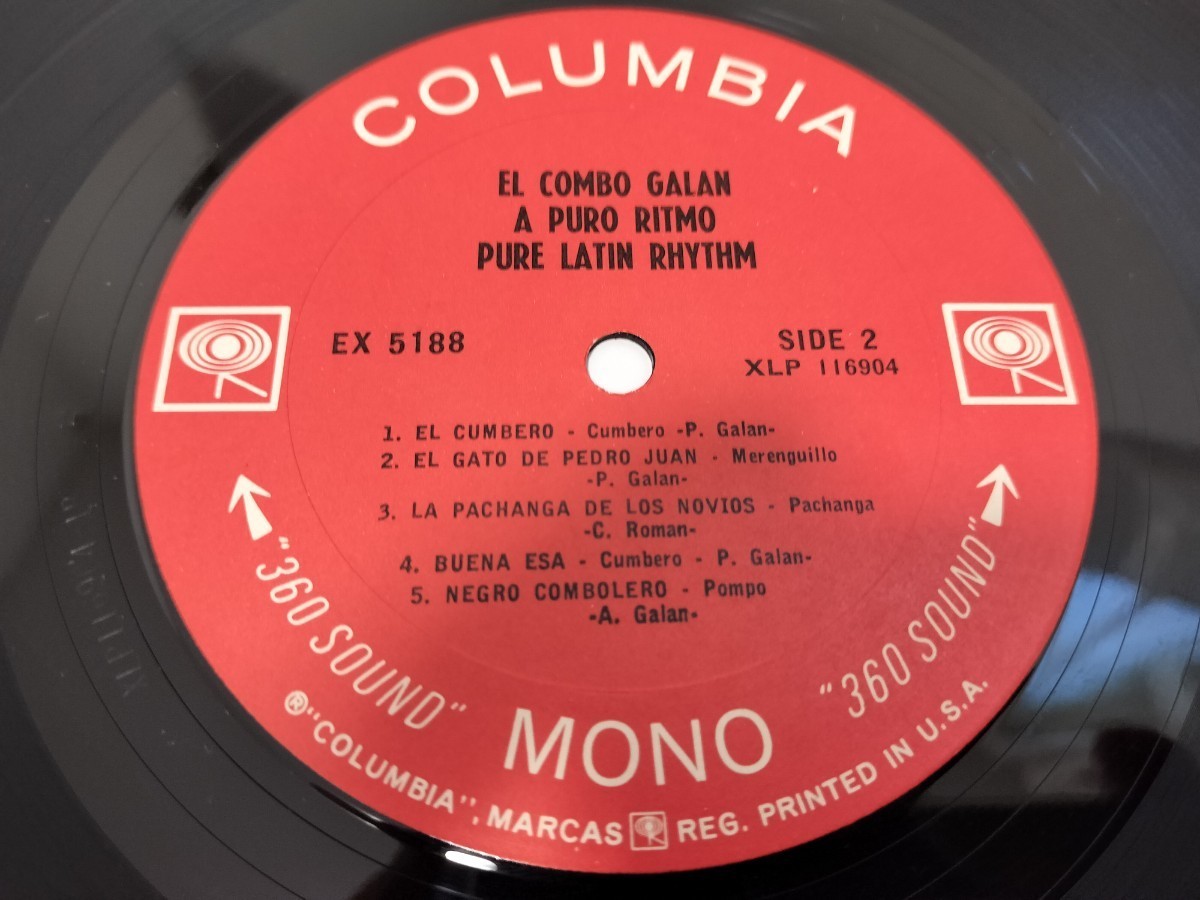 COLUMBIA
EL COMBO GALAN
A PURO RITMO
PURE LATIN RHYTHM
EX 5188
SIDE 2
XLP 116904
1. EL CUMBERO - Cumbero -P. Galan-
2. EL GATO DE PEDRO JUAN - Merenguillo
-P. Galan-
3. LA PACHANGA DE LOS NOVIOS - Pachanga
-C. Roman-
4. BUENA ESA - Cumbero - P. Galan-
5. NEGRO COMBOLERO - Pompo
-A. Galan-
"360 SOUND"
MONO
"360 SOUND"
®"COLUMBIA", MARCAS REG. PRINTED IN U.S.A.